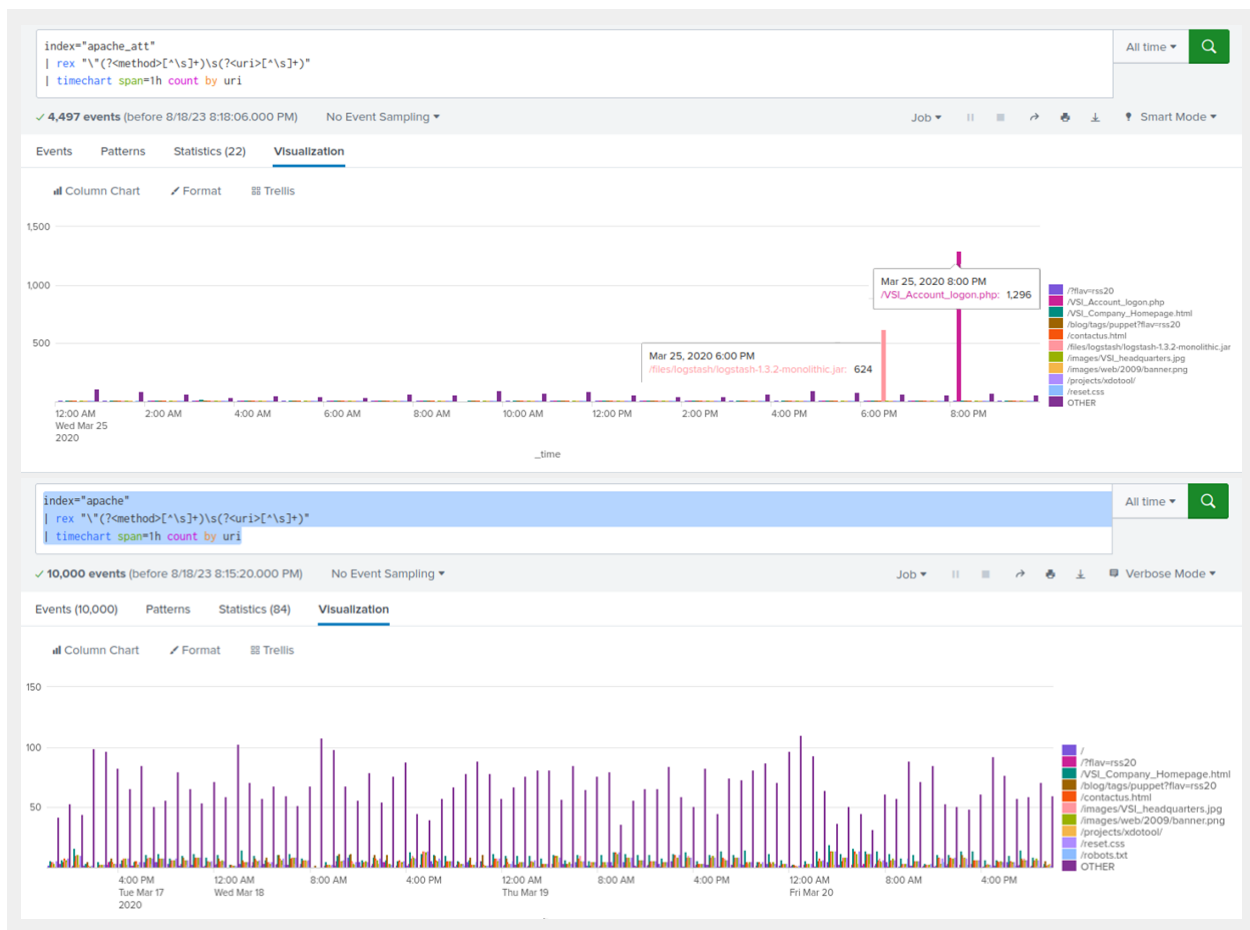 index="apache_att"
| rex "\"(?<method>[^\s]+)\s(?<uri>[^\s]+)"
| timechart span=1h count by uri
All time
4,497 events (before 8/18/23 8:18:06.000 PM)
No Event Sampling
Job
Smart Mode
Events
Patterns
Statistics (22)
Visualization
Column Chart
Format
Trellis
1,500
1,000
500
Mar 25, 2020 8:00 PM
/VSI_Account_logon.php: 1,296
Mar 25, 2020 6:00 PM
/files/logstash/logstash-1.3.2-monolithic.jar: 624
/?flav=rss20
/VSI_Account_logon.php
/VSI_Company_Homepage.html
/blog/tags/puppet?flav=rss20
/contactus.html
/files/logstash/logstash-1.3.2-monolithic.jar
/images/VSI_headquarters.jpg
/images/web/2009/banner.png
/projects/xdotool/
/reset.css
OTHER
12:00 AM 2:00 AM 4:00 AM 6:00 AM 8:00 AM 10:00 AM 12:00 PM 2:00 PM 4:00 PM 6:00 PM 8:00 PM
Wed Mar 25
2020
_time
index="apache"
| rex "\"(?<method>[^\s]+)\s(?<uri>[^\s]+)"
| timechart span=1h count by uri
All time
10,000 events (before 8/18/23 8:15:20.000 PM)
No Event Sampling
Job
Verbose Mode
Events (10,000)
Patterns
Statistics (84)
Visualization
Column Chart
Format
Trellis
150
100
50
/
/?flav=rss20
/VSI_Company_Homepage.html
/blog/tags/puppet?flav=rss20
/contactus.html
/images/VSI_headquarters.jpg
/images/web/2009/banner.png
/projects/xdotool/
/reset.css
/robots.txt
OTHER
4:00 PM 12:00 AM 8:00 AM 4:00 PM 12:00 AM 8:00 AM 4:00 PM 12:00 AM 8:00 AM 4:00 PM
Tue Mar 17 Wed Mar 18 Thu Mar 19 Fri Mar 20
2020